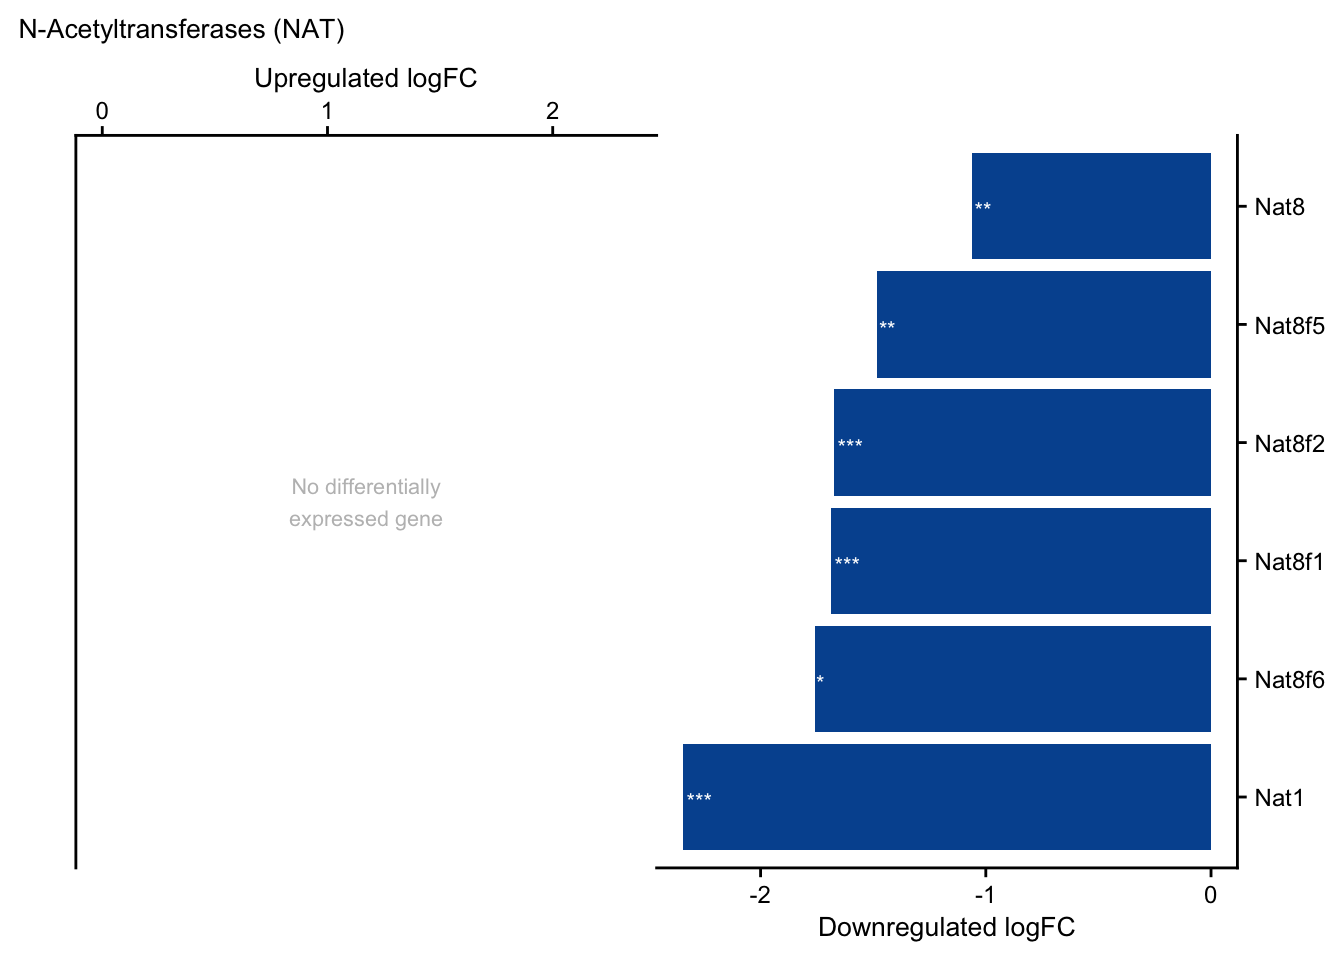 N-Acetyltransferases (NAT)
Upregulated logFC
0 1 2
No differentially
expressed gene
** Nat8
** Nat8f5
*** Nat8f2
*** Nat8f1
* Nat8f6
*** Nat1
-2 -1 0
Downregulated logFC